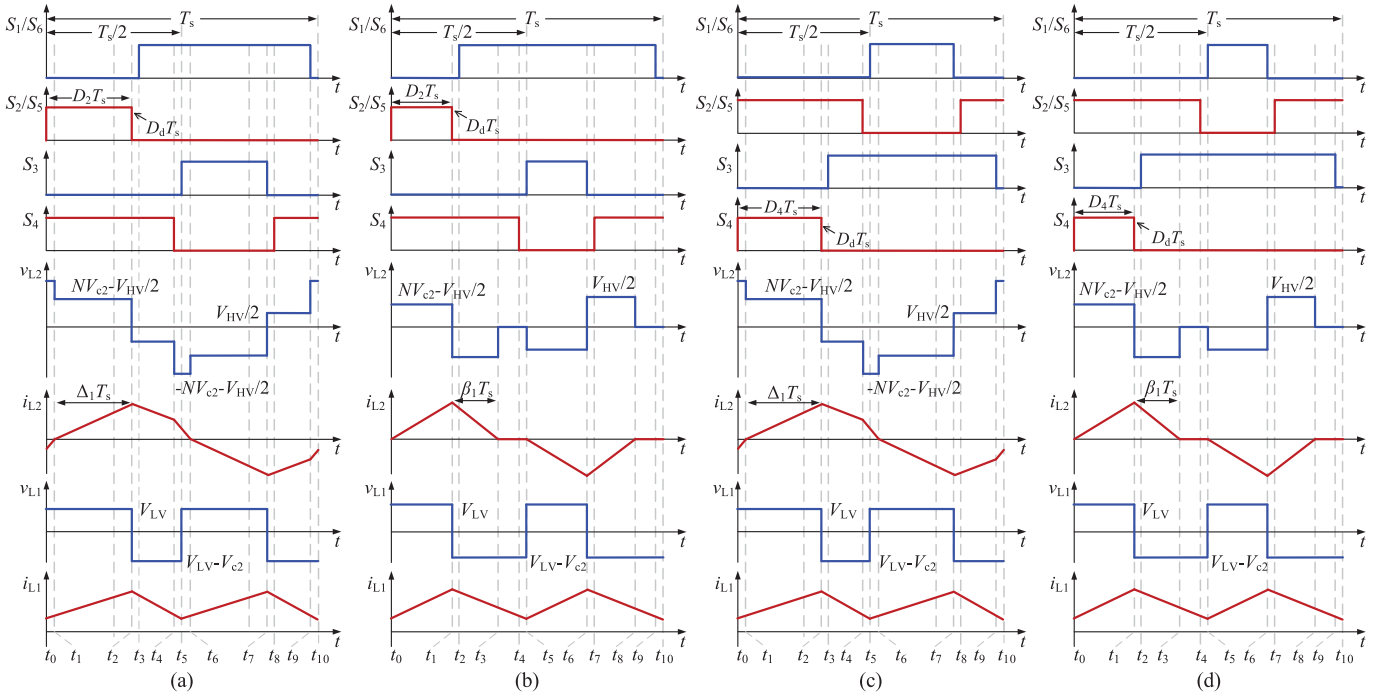 S1/S6
Ts
Ts/2
t
S2/S5
D2Ts
DdTs
t
S3
t
S4
t
vL2
NVc2-VHV/2
VHV/2
t
-NVc2-VHV/2
iL2
Δ1Ts
t
vL1
VLV
t
VLV-Vc2
iL1
t
t0 t1 t2 t3 t4 t5 t6 t7 t8 t9 t10
(a)
S1/S6
Ts
Ts/2
t
S2/S5
D2Ts
DdTs
t
S3
t
S4
t
vL2
NVc2-VHV/2
VHV/2
t
iL2
β1Ts
t
vL1
VLV
t
VLV-Vc2
iL1
t
t0 t1 t2 t3 t4 t5 t6 t7 t8 t9 t10
(b)
S1/S6
Ts
Ts/2
t
S2/S5
t
S3
t
S4
D4Ts
DdTs
t
vL2
NVc2-VHV/2
VHV/2
t
-NVc2-VHV/2
iL2
Δ1Ts
t
vL1
VLV
t
VLV-Vc2
iL1
t
t0 t1 t2 t3 t4 t5 t6 t7 t8 t9 t10
(c)
S1/S6
Ts
Ts/2
t
S2/S5
t
S3
t
S4
D4Ts
DdTs
t
vL2
NVc2-VHV/2
VHV/2
t
iL2
β1Ts
t
vL1
VLV
t
VLV-Vc2
iL1
t
t0 t1 t2 t3 t4 t5 t6 t7 t8 t9 t10
(d)